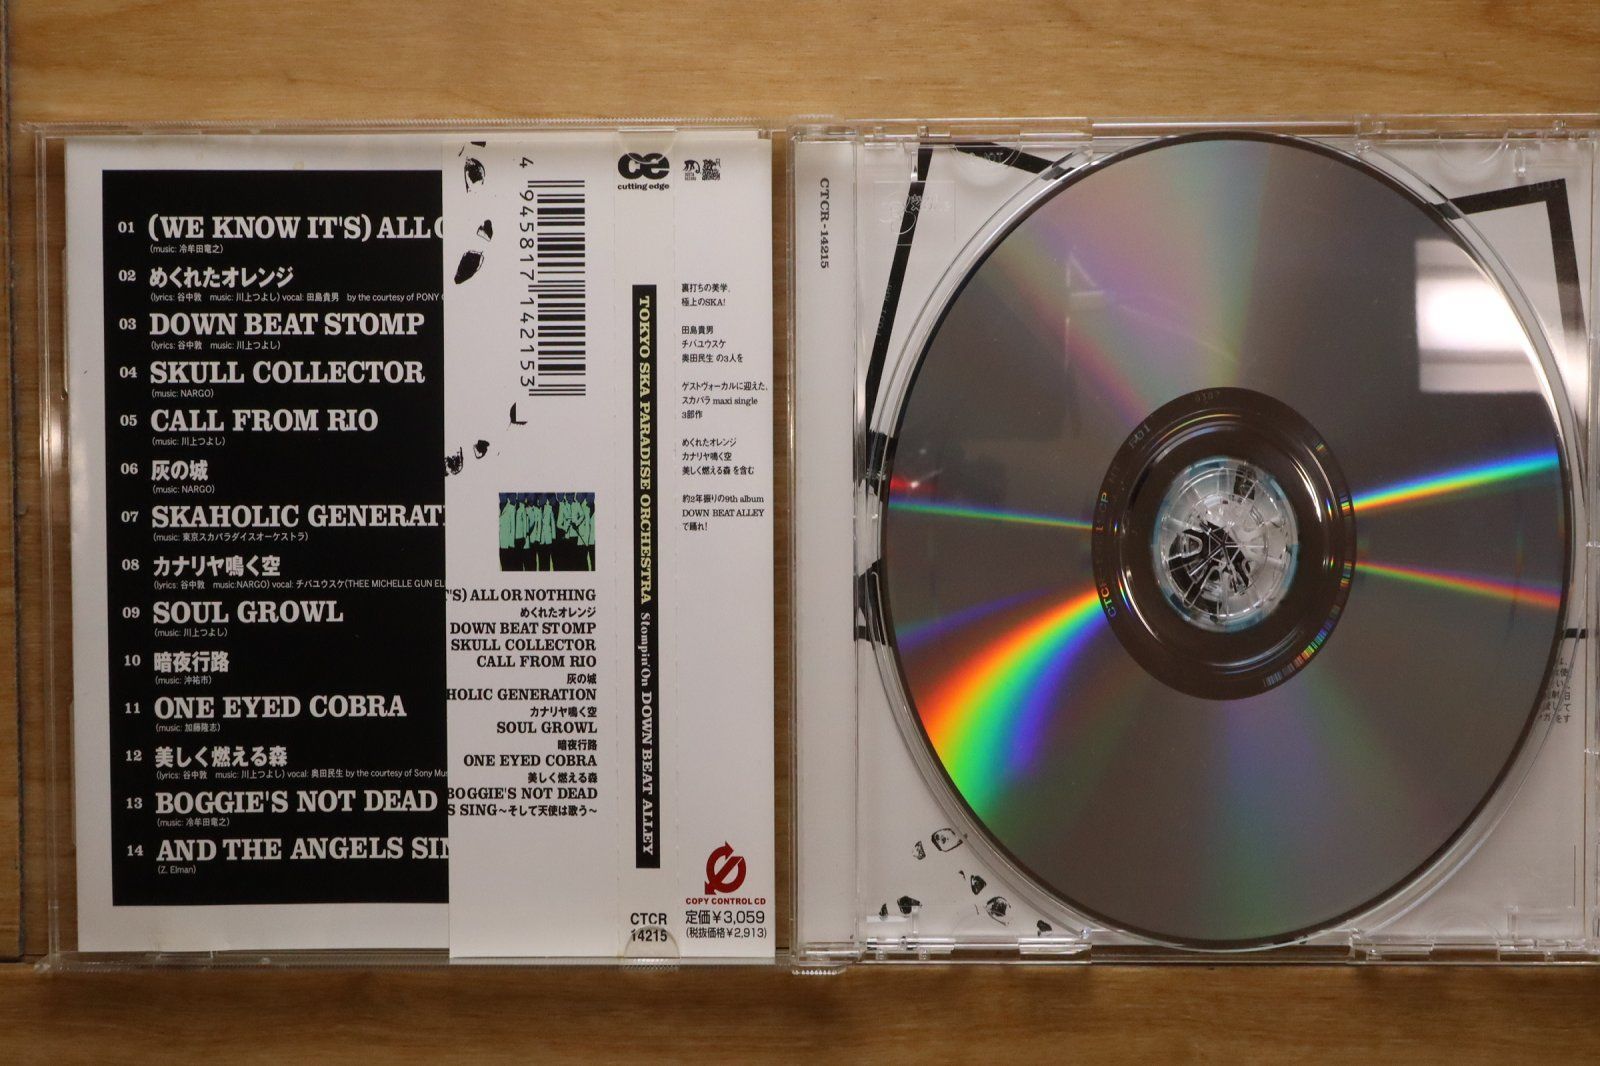 01 (WE KNOW IT'S) ALL O
(music: 冷牟田竜之)
02 めくれたオレンジ
(lyrics: 谷中敦 music: 川上つよし) vocal: 田島貴男 by the courtesy of PONY
03 DOWN BEAT STOMP
(lyrics: 谷中敦 music: 川上つよし)
04 SKULL COLLECTOR
(music: NARGO)
05 CALL FROM RIO
(music: 川上つよし)
06 灰の城
(music: NARGO)
07 SKAHOLIC GENERATI
(music: 東京スカパラダイスオーケストラ)
08 カナリヤ鳴く空
(lyrics: 谷中敦 music:NARGO) vocal: チバユウスケ(THEE MICHELLE GUN EL
09 SOUL GROWL
(music: 川上つよし)
10 暗夜行路
(music: 沖祐市)
11 ONE EYED COBRA
(music: 加藤隆志)
12 美しく燃える森
(lyrics: 谷中敦 music: 川上つよし) vocal: 奥田民生 by the courtesy of Sony Mus
13 BOGGIE'S NOT DEAD
(music: 冷牟田竜之)
14 AND THE ANGELS SIN
(Z. Elman)
4 945817 142153
T'S) ALL OR NOTHING
めくれたオレンジ
DOWN BEAT STOMP
SKULL COLLECTOR
CALL FROM RIO
灰の城
HOLIC GENERATION
カナリヤ鳴く空
SOUL GROWL
暗夜行路
ONE EYED COBRA
美しく燃える森
BOGGIE'S NOT DEAD
S SING～そして天使は歌う～
cutting edge
TOKYO SKA PARADISE ORCHESTRA Stompin' On DOWN BEAT ALLEY
CTCR
14215
裏打ちの美学、
極上のSKA!
田島貴男
チバユウスケ
奥田民生 の3人を
ゲストヴォーカルに迎えた、
スカパラ maxi single
3部作
めくれたオレンジ
カナリヤ鳴く空
美しく燃える森 を含む
約2年振りの9th album
DOWN BEAT ALLEY
で踊れ!
COPY CONTROL CD
定価￥3,059
(税抜価格￥2,913)
CTCR-14215